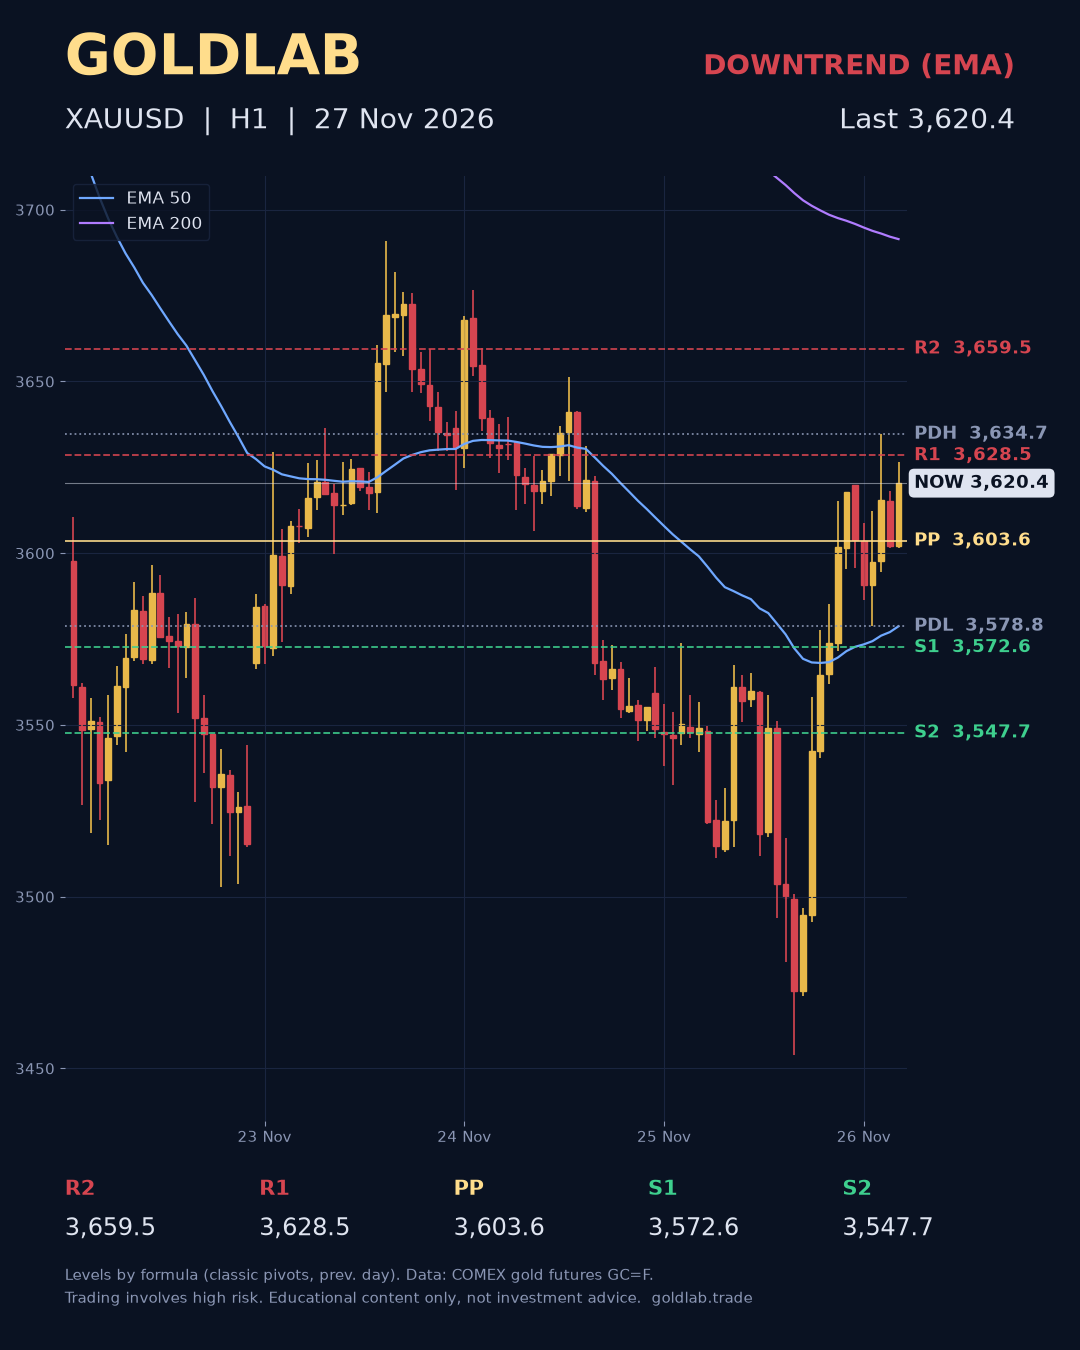 GOLDLAB
DOWNTREND (EMA)
XAUUSD | H1 | 27 Nov 2026
Last 3,620.4
EMA 50
EMA 200
3700
3650
3600
3550
3500
3450
R2 3,659.5
PDH 3,634.7
R1 3,628.5
NOW 3,620.4
PP 3,603.6
PDL 3,578.8
S1 3,572.6
S2 3,547.7
23 Nov
24 Nov
25 Nov
26 Nov
R2 R1 PP S1 S2
3,659.5 3,628.5 3,603.6 3,572.6 3,547.7
Levels by formula (classic pivots, prev. day). Data: COMEX gold futures GC=F.
Trading involves high risk. Educational content only, not investment advice. goldlab.trade